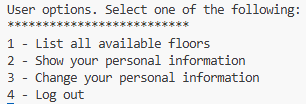 User options. Select one of the following:
**************************
1 - List all available floors
2 - Show your personal information
3 - Change your personal information
4 - Log out